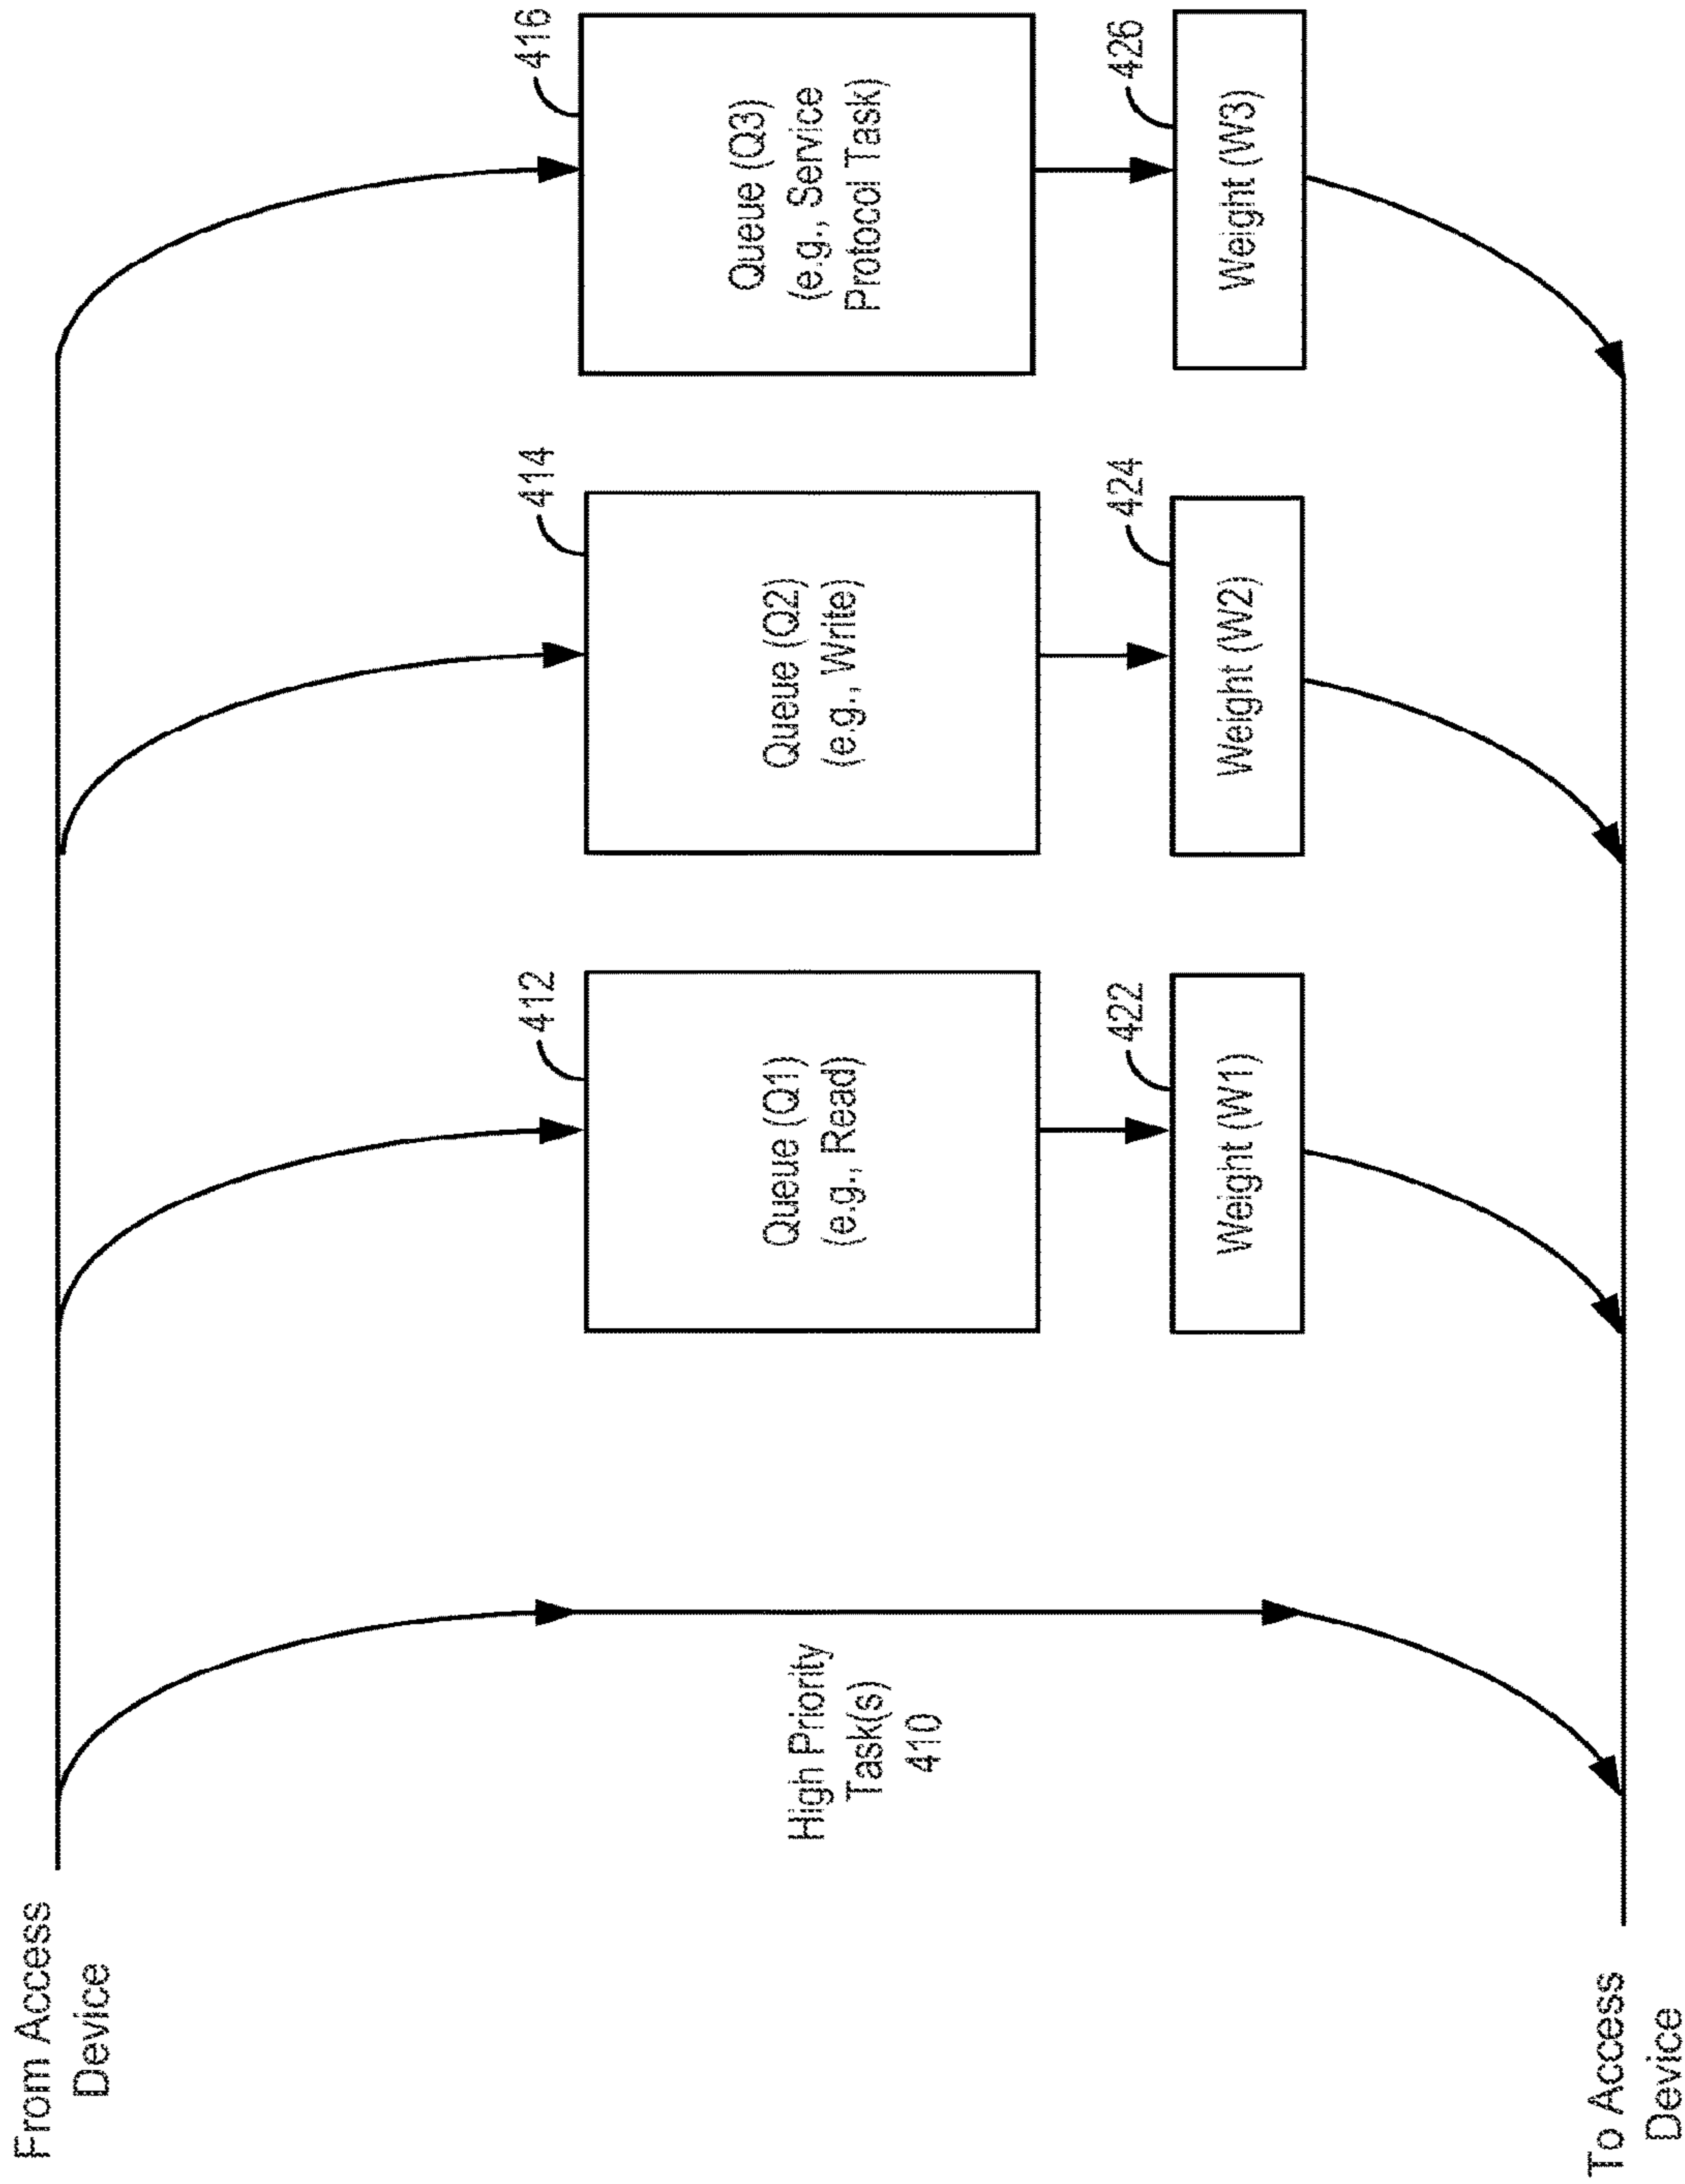 From Access
Device
High Priority
Task(s)
410
412
Queue (Q1)
(e.g., Read)
422
Weight (W1)
414
Queue (Q2)
(e.g., Write)
424
Weight (W2)
416
Queue (Q3)
(e.g., Service
Protocol Task)
426
Weight (W3)
To Access
Device